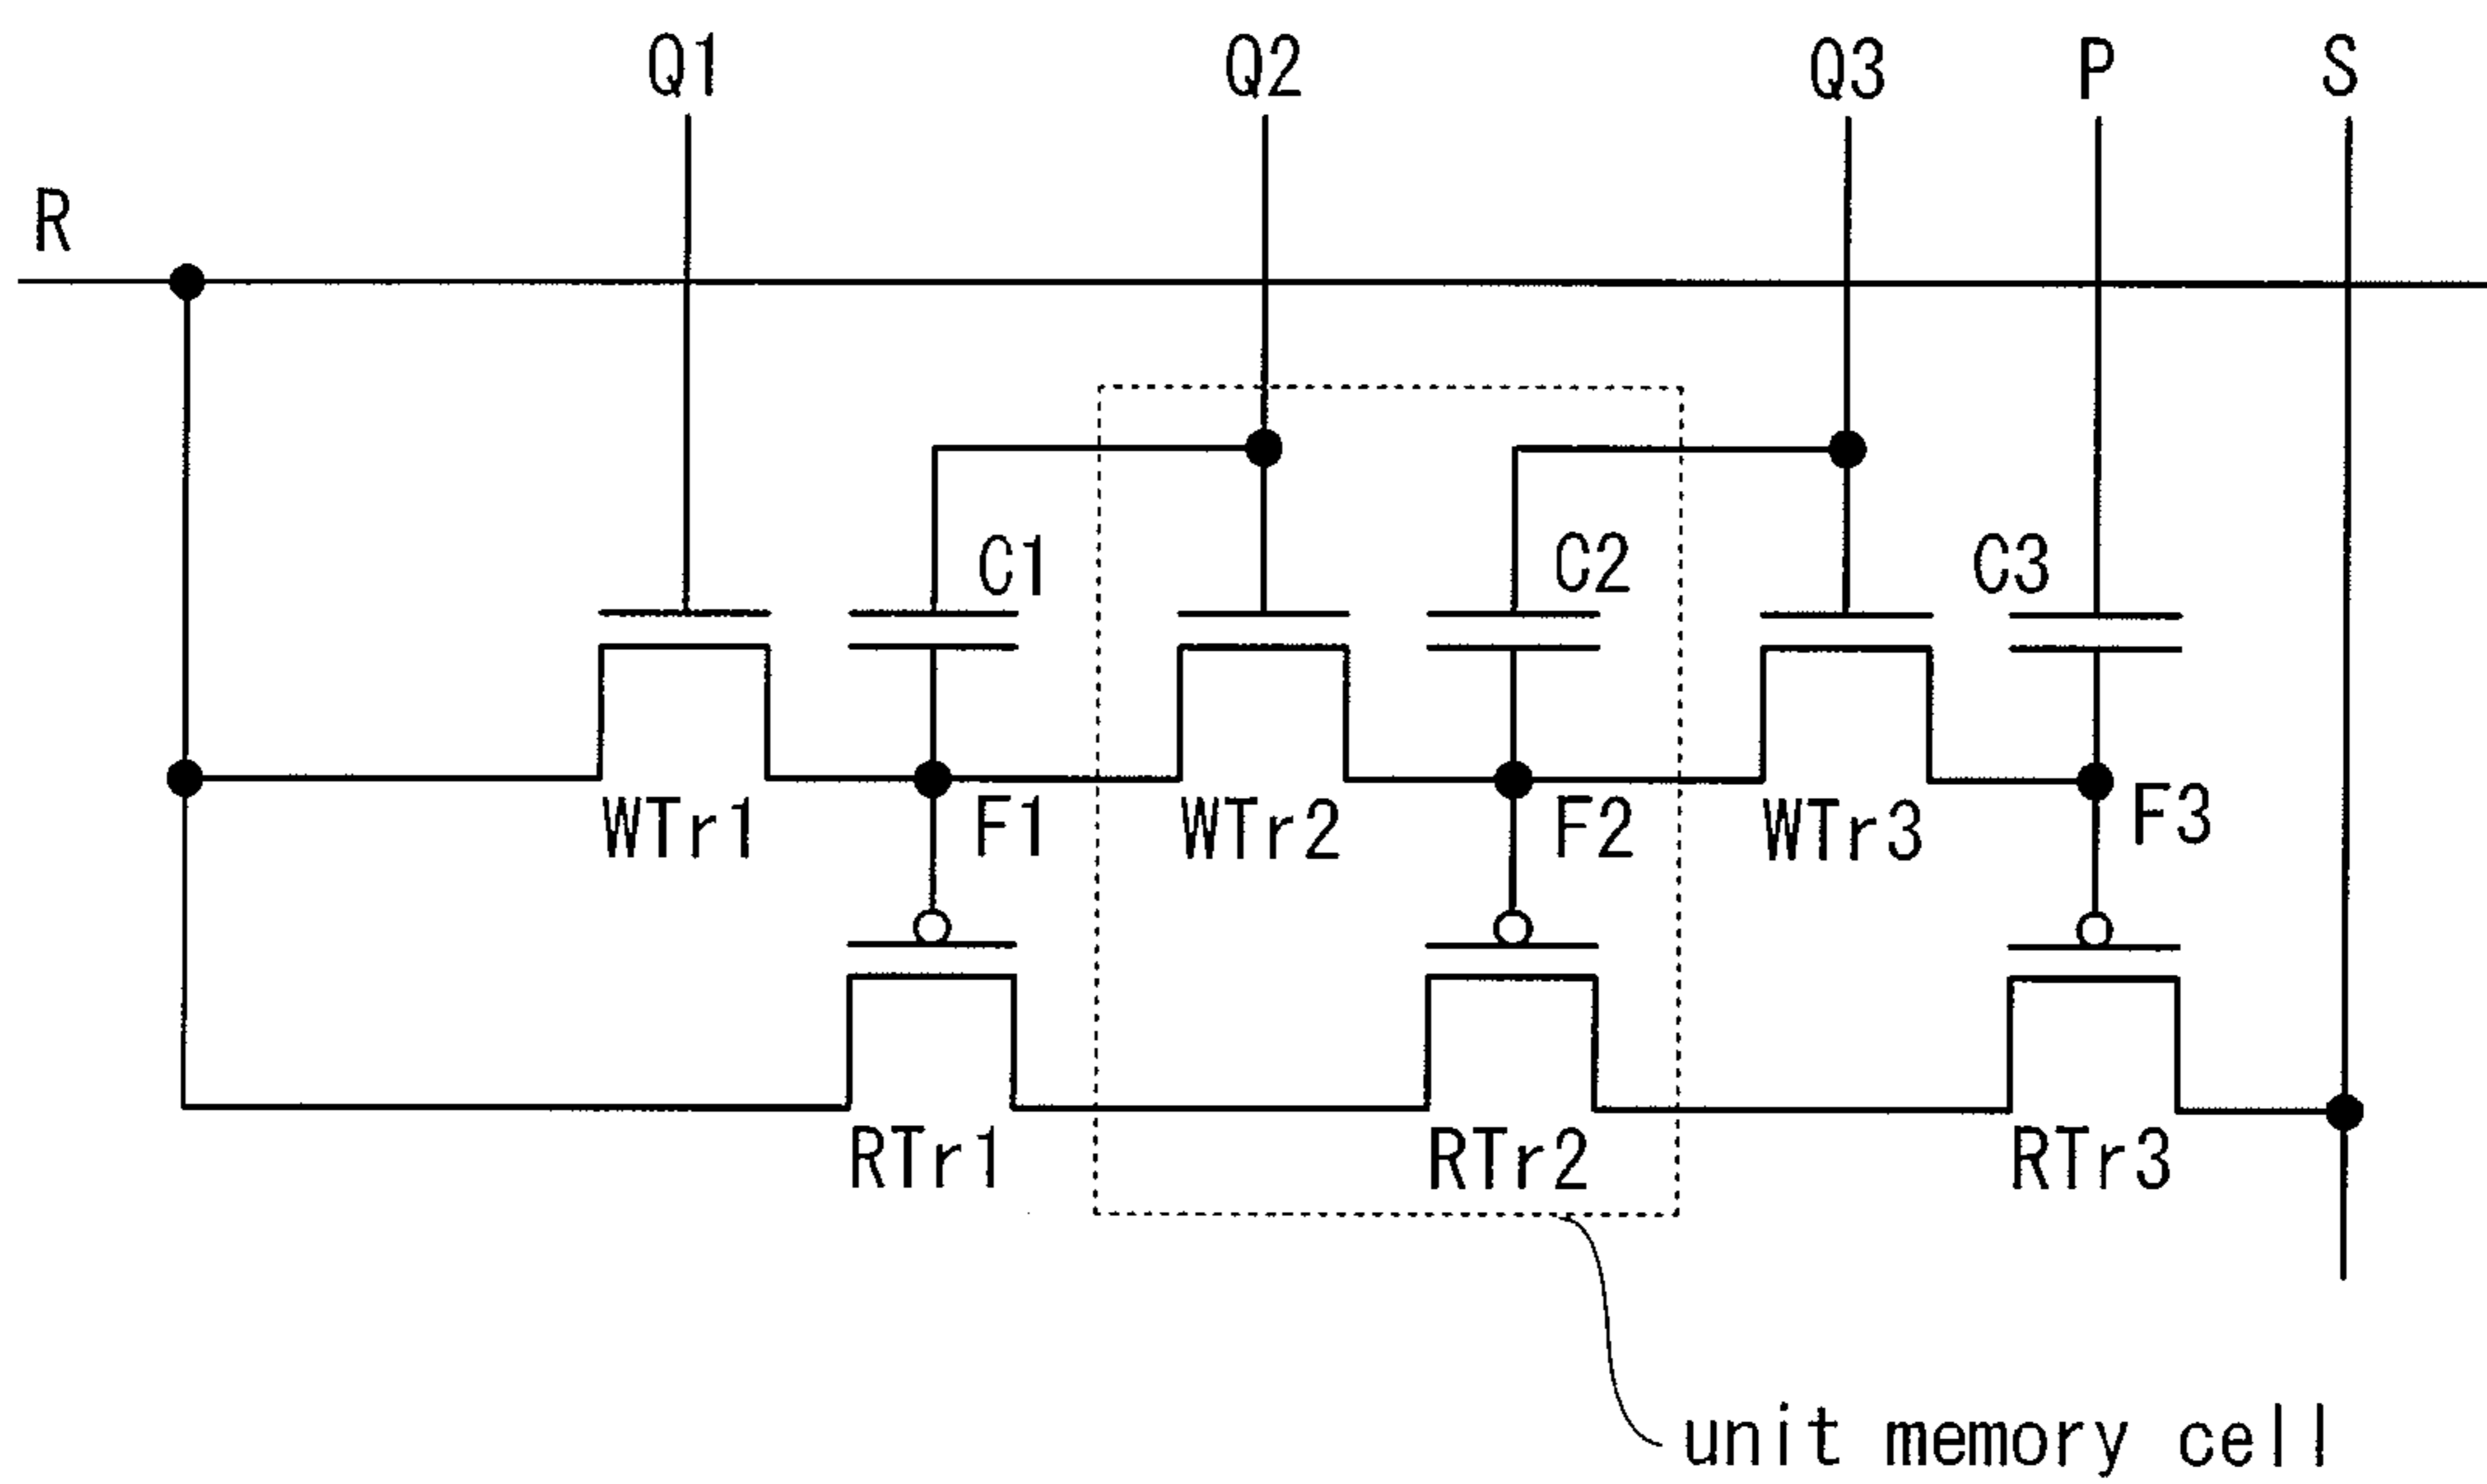 Q1 Q2 Q3 P S
R
C1 C2 C3
WTr1 F1 WTr2 F2 WTr3 F3
RTr1 RTr2 RTr3
unit memory cell